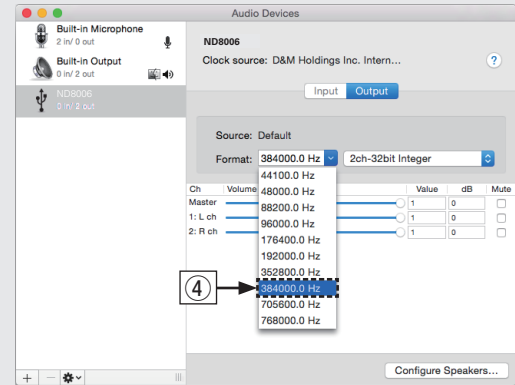 Audio Devices
Built-in Microphone
2 in/ 0 out
Built-in Output
0 in/ 2 out
ND8006
0 in/ 2 out
ND8006
Clock source: D&M Holdings Inc. Intern...
?
Input Output
Source: Default
Format: 384000.0 Hz 2ch-32bit Integer
44100.0 Hz
48000.0 Hz
88200.0 Hz
96000.0 Hz
176400.0 Hz
192000.0 Hz
352800.0 Hz
384000.0 Hz
705600.0 Hz
768000.0 Hz
Ch Volume Value dB Mute
Master 1 0
1: L ch 1 0
2: R ch 1 0
④
+ −
Configure Speakers...